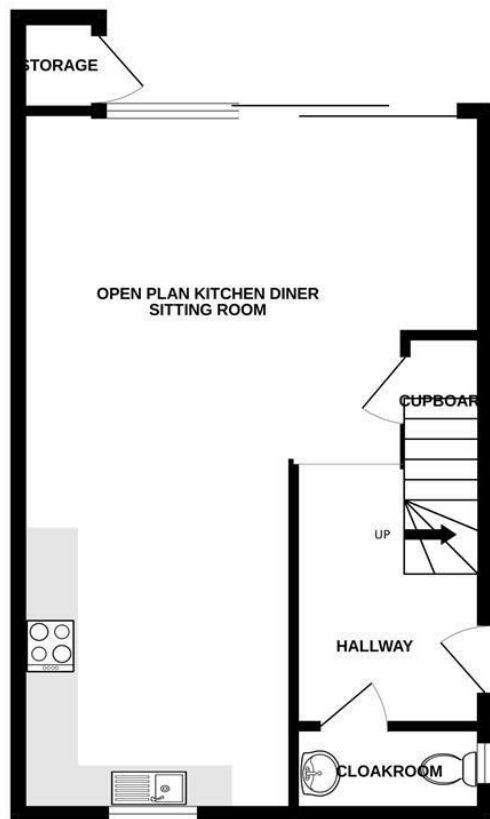 STORAGE
OPEN PLAN KITCHEN DINER
SITTING ROOM
CUPBOAR
UP
HALLWAY
CLOAKROOM